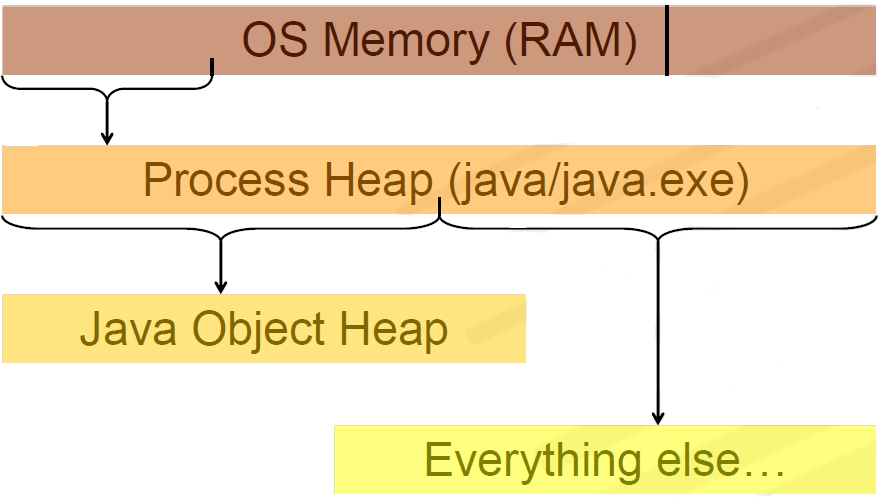 OS Memory (RAM)
Process Heap (java/java.exe)
Java Object Heap
Everything else…